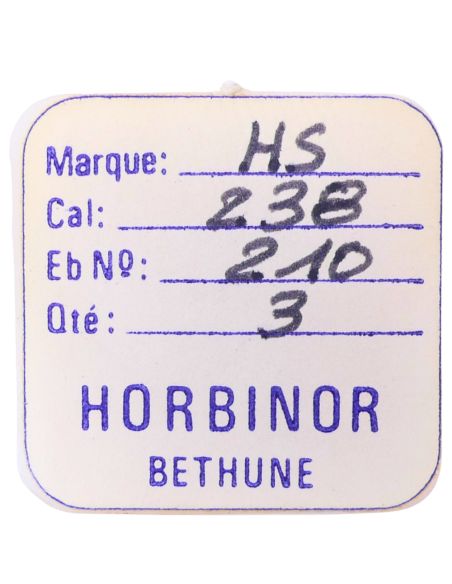 Marque: HS
Cal: 238
Eb Nº: 210
Qté: 3
HORBINOR
BETHUNE